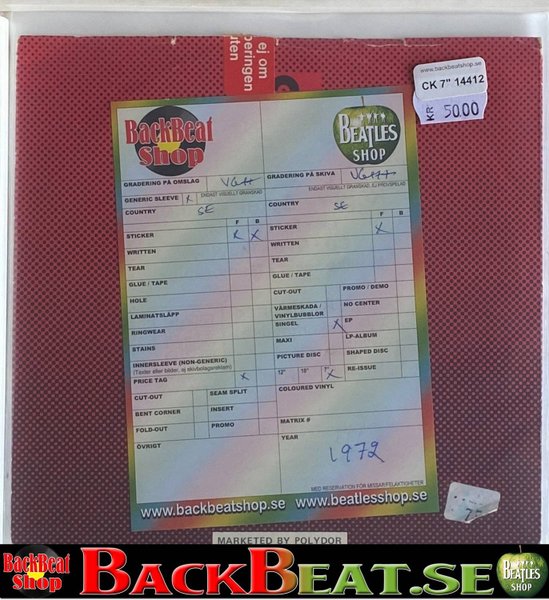 ej om
beringen
uten
www.backbeatshop.se
CK 7" 14412
KR 50.00
BackBeat
Shop
BEATLES
SHOP
GRADERING PÅ OMSLAG VG++
GRADERING PÅ SKIVA VG++
ENDAST VISUELLT GRANSKAD
ENDAST VISUELLT GRANSKAD, EJ PROVSPELAD
GENERIC SLEEVE X
COUNTRY SE
COUNTRY SE
F B
F B
STICKER X X
STICKER X
WRITTEN
WRITTEN
TEAR
TEAR
GLUE / TAPE
GLUE / TAPE
HOLE
CUT-OUT
PROMO / DEMO
LAMINATSLÄPP
VÄRMESKADA /
VINYLBUBBLOR
NO CENTER
RINGWEAR
SINGEL X
EP
STAINS
MAXI
LP-ALBUM
INNERSLEEVE (NON-GENERIC)
(Texter eller bilder, ej skivbolagsreklam)
PICTURE DISC
SHAPED DISC
PRICE TAG X
12" 10" 7" X
RE-ISSUE
CUT-OUT
SEAM SPLIT
COLOURED VINYL
BENT CORNER
INSERT
FOLD-OUT
PROMO
MATRIX #
ÖVRIGT
YEAR
1972
MED RESERVATION FÖR MISSAR/FELAKTIGHETER
www.backbeatshop.se www.beatlesshop.se
MARKETED BY POLYDOR
BackBeat
Shop
BACKBEAT.SE
BEATLES
SHOP